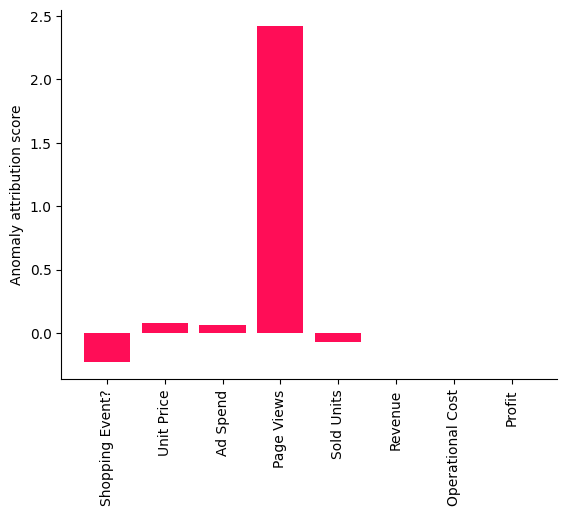 2.5
2.0
1.5
1.0
0.5
0.0
Anomaly attribution score
Shopping Event?
Unit Price
Ad Spend
Page Views
Sold Units
Revenue
Operational Cost
Profit